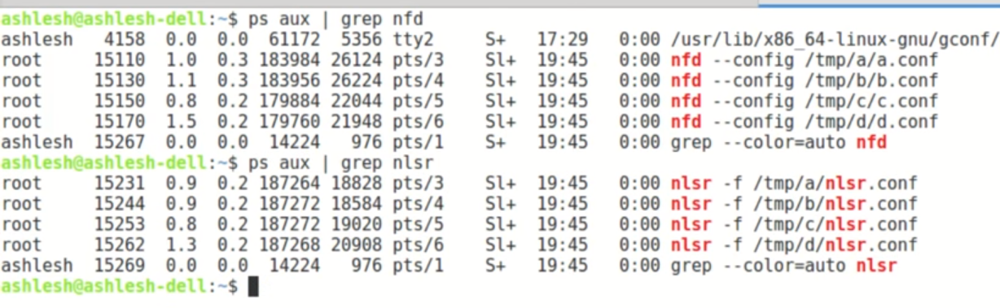 ashlesh@ashlesh-dell:~$ ps aux | grep nfd
ashlesh 4158 0.0 0.0 61172 5356 tty2 S+ 17:29 0:00 /usr/lib/x86_64-linux-gnu/gconf/
root 15110 1.0 0.3 183984 26124 pts/3 Sl+ 19:45 0:00 nfd --config /tmp/a/a.conf
root 15130 1.1 0.3 183956 26224 pts/4 Sl+ 19:45 0:00 nfd --config /tmp/b/b.conf
root 15150 0.8 0.2 179884 22044 pts/5 Sl+ 19:45 0:00 nfd --config /tmp/c/c.conf
root 15170 1.5 0.2 179760 21948 pts/6 Sl+ 19:45 0:00 nfd --config /tmp/d/d.conf
ashlesh 15267 0.0 0.0 14224 976 pts/1 S+ 19:45 0:00 grep --color=auto nfd
ashlesh@ashlesh-dell:~$ ps aux | grep nlsr
root 15231 0.9 0.2 187264 18828 pts/3 Sl+ 19:45 0:00 nlsr -f /tmp/a/nlsr.conf
root 15244 0.9 0.2 187272 18584 pts/4 Sl+ 19:45 0:00 nlsr -f /tmp/b/nlsr.conf
root 15253 0.8 0.2 187272 19020 pts/5 Sl+ 19:45 0:00 nlsr -f /tmp/c/nlsr.conf
root 15262 1.3 0.2 187268 20908 pts/6 Sl+ 19:45 0:00 nlsr -f /tmp/d/nlsr.conf
ashlesh 15269 0.0 0.0 14224 976 pts/1 S+ 19:45 0:00 grep --color=auto nlsr
ashlesh@ashlesh-dell:~$